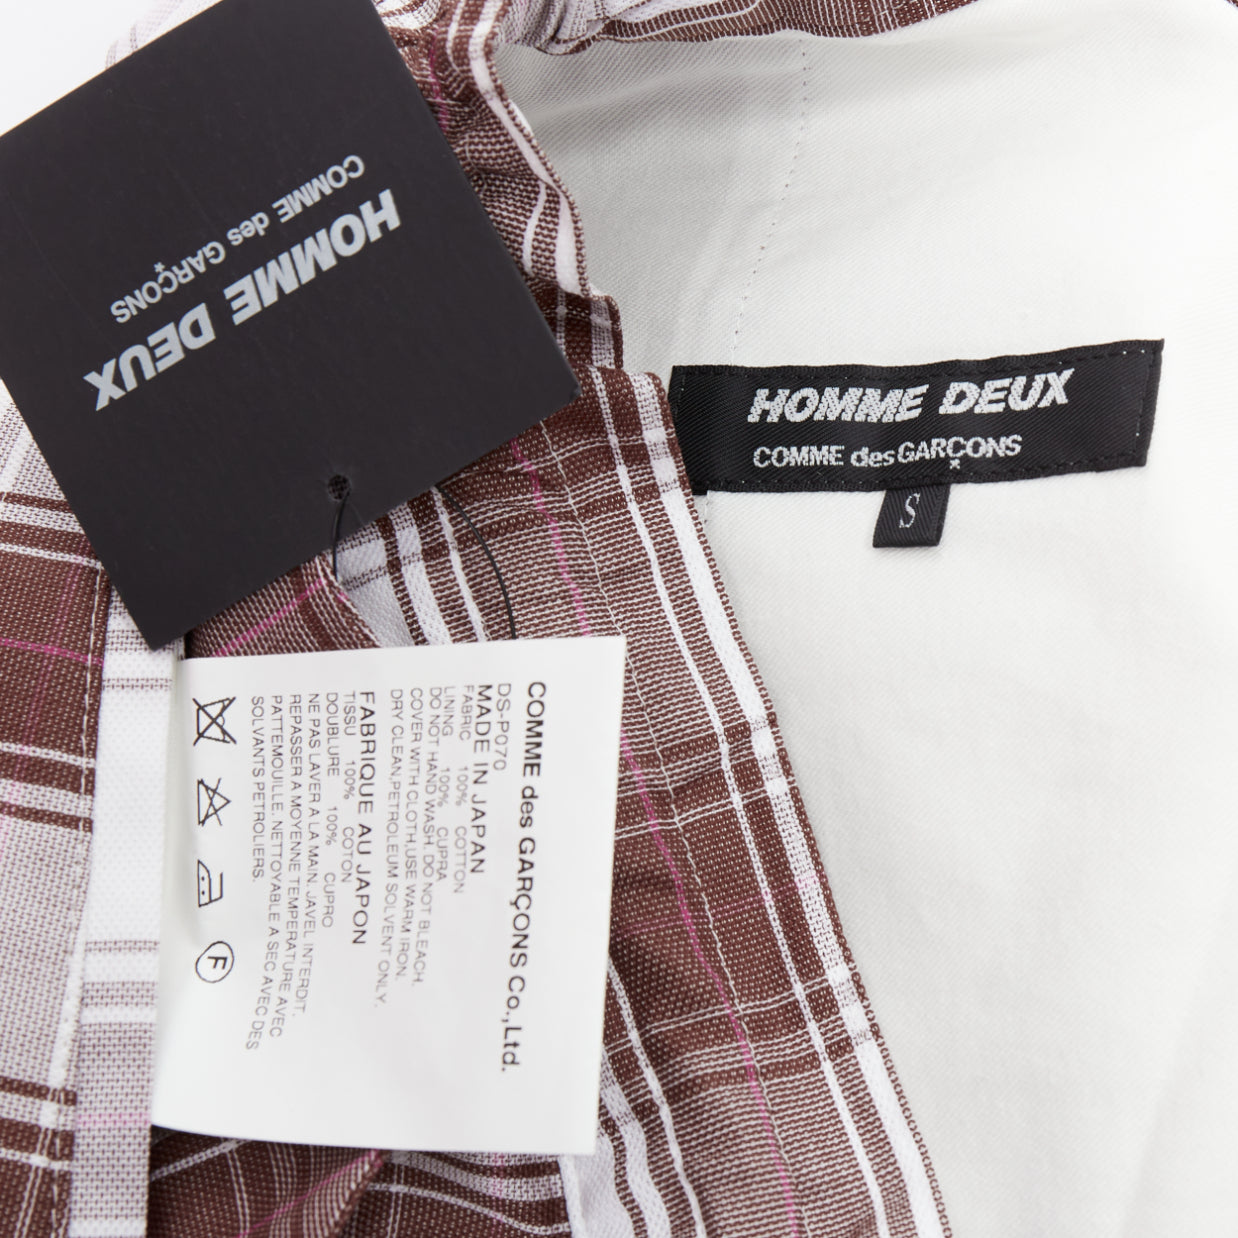 HOMME DEUX
COMME des GARÇONS
HOMME DEUX
COMME des GARÇONS
S
COMME des GARÇONS Co.,Ltd.
DS-P070
MADE IN JAPAN
FABRIC 100% COTTON
LINING 100% CUPRA
DO NOT HAND WASH. DO NOT BLEACH.
COVER WITH CLOTH.USE WARM IRON.
DRY CLEAN,PETROLEUM SOLVENT ONLY.
FABRIQUE AU JAPON
TISSU 100% COTON
DOUBLURE 100% CUPRO
NE PAS LAVER A LA MAIN. JAVEL INTERDIT.
REPASSER A MOYENNE TEMPERATURE AVEC
PATTEMOUILLE. NETTOYABLE A SEC AVEC DES
SOLVANTS PETROLIERS.
F